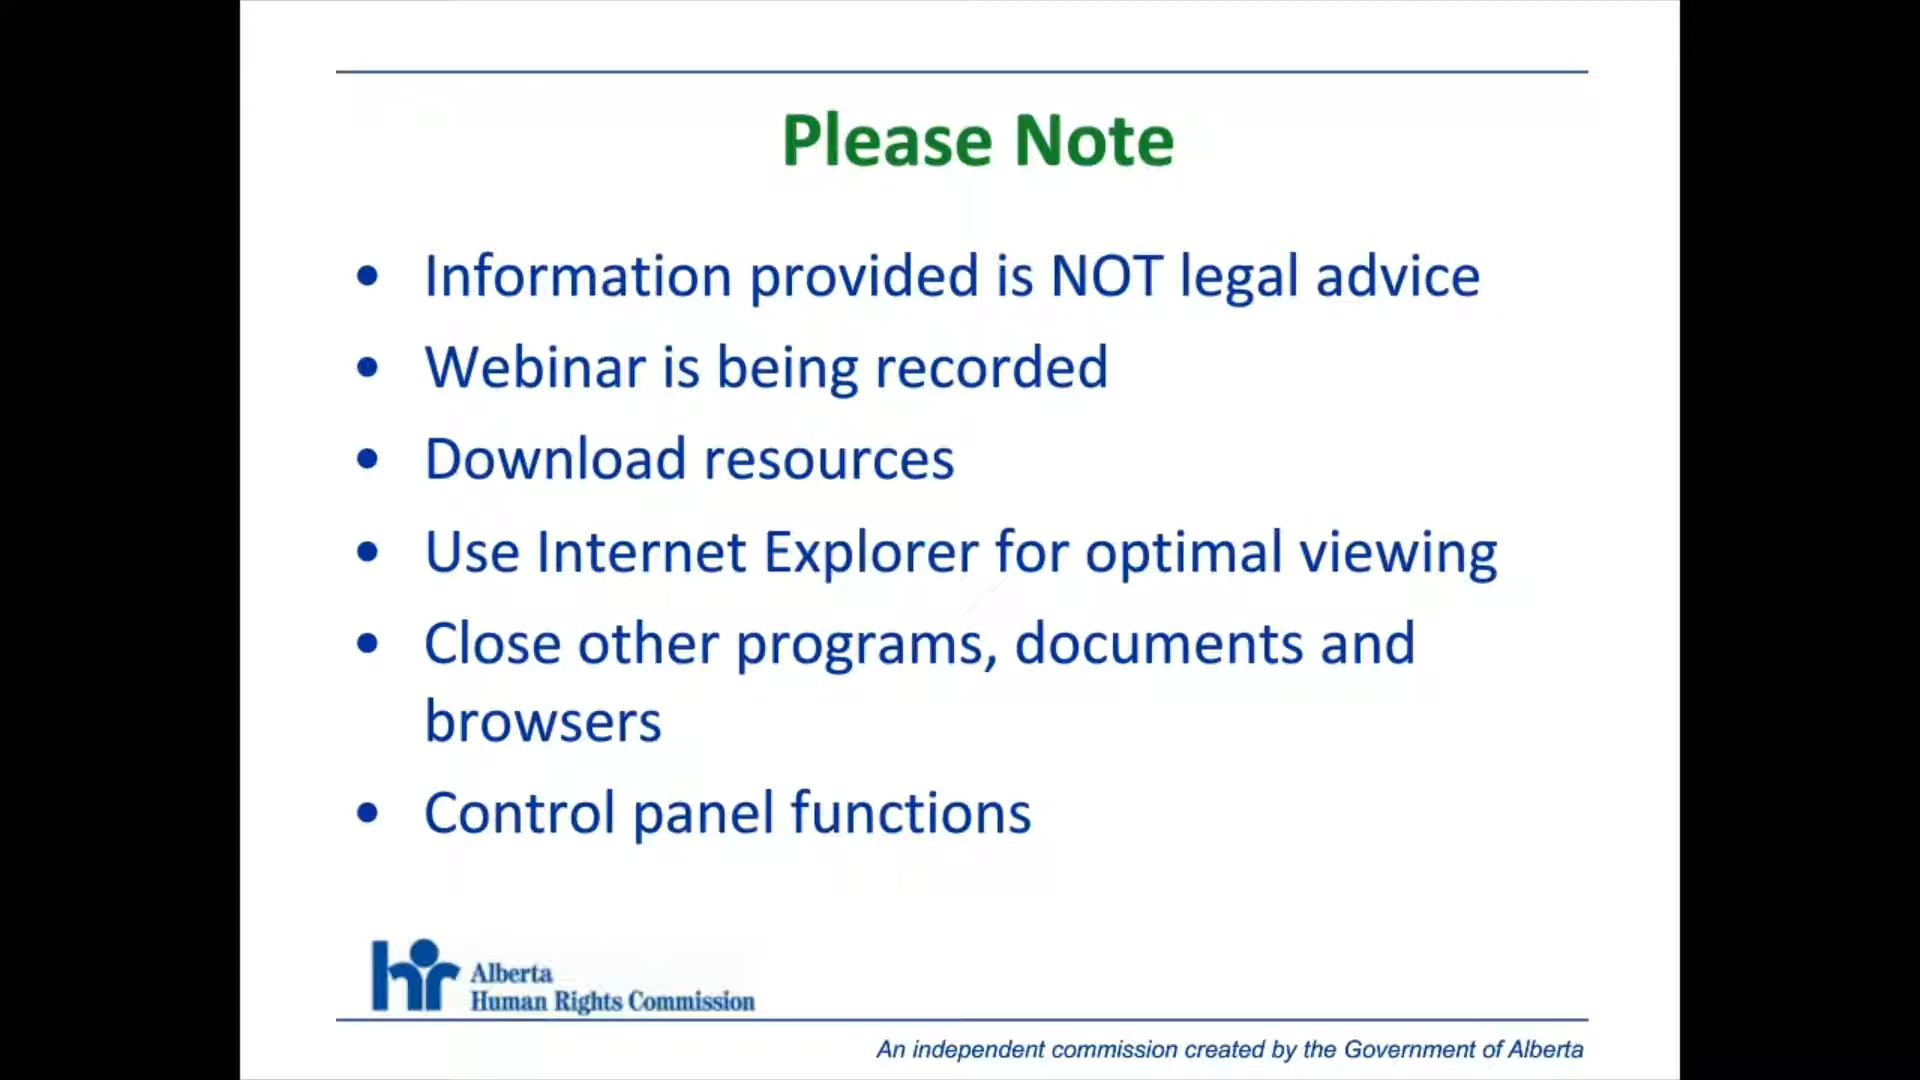 Please Note
• Information provided is NOT legal advice
• Webinar is being recorded
• Download resources
• Use Internet Explorer for optimal viewing
• Close other programs, documents and
browsers
• Control panel functions
hr
Alberta
Human Rights Commission
An independent commission created by the Government of Alberta